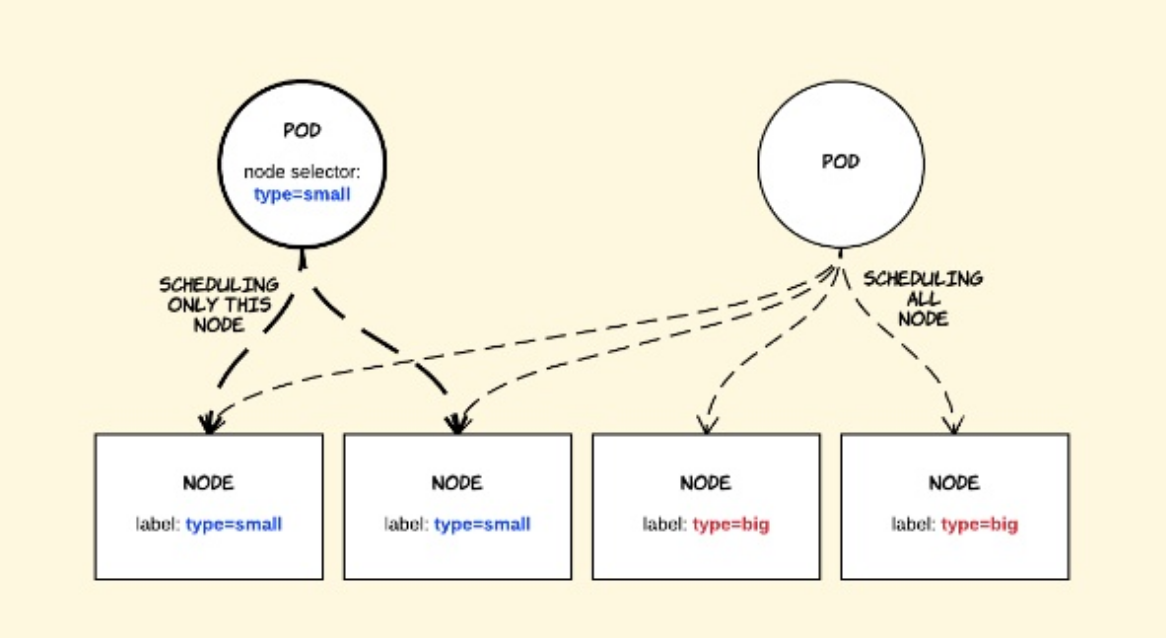 POD
node selector:
type=small
POD
SCHEDULING
ONLY THIS
NODE
SCHEDULING
ALL
NODE
NODE
label: type=small
NODE
label: type=small
NODE
label: type=big
NODE
label: type=big